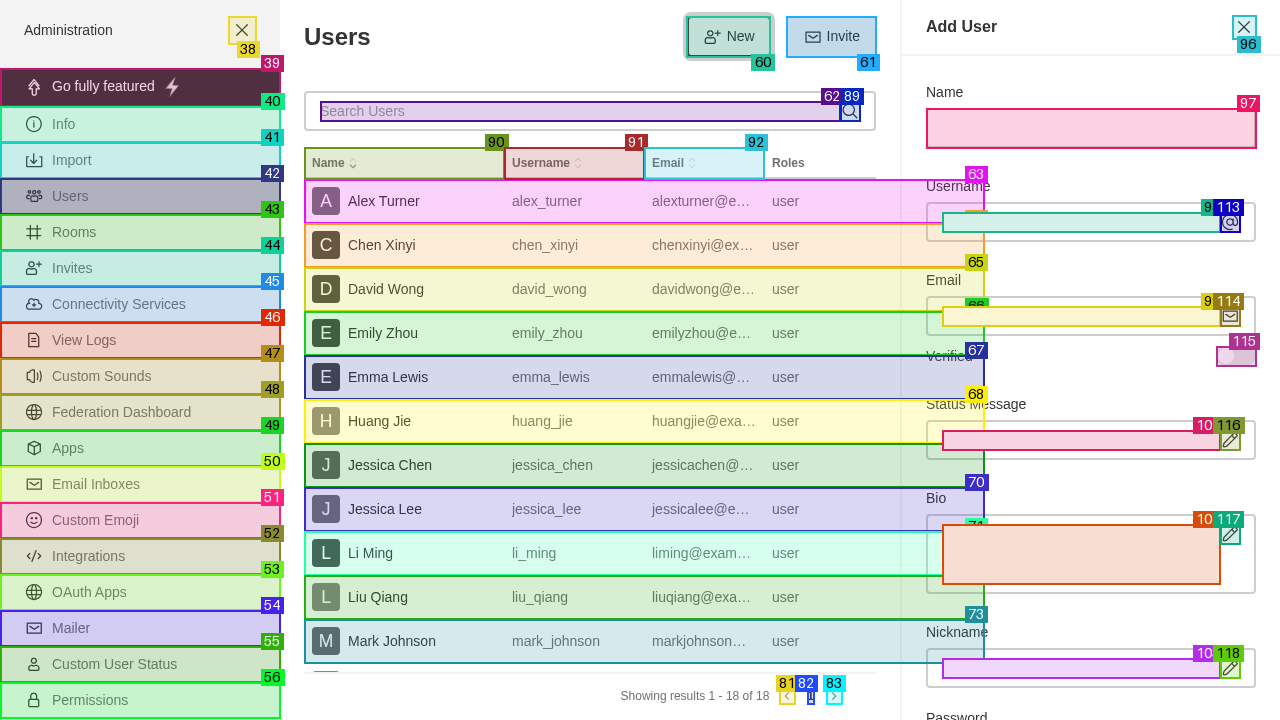 Administration
38
39
Go fully featured
40
Info
41
Import
42
Users
43
Rooms
44
Invites
45
Connectivity Services
46
View Logs
47
Custom Sounds
48
Federation Dashboard
49
Apps
50
Email Inboxes
51
Custom Emoji
52
Integrations
53
OAuth Apps
54
Mailer
55
Custom User Status
56
Permissions
Users
New
60
Invite
61
Search Users
62
89
90
91
92
Name
Username
Email
Roles
63
A Alex Turner alex_turner alexturner@e... user
C Chen Xinyi chen_xinyi chenxinyi@ex... user
65
D David Wong david_wong davidwong@e... user
66
E Emily Zhou emily_zhou emilyzhou@e... user
67
E Emma Lewis emma_lewis emmalewis@... user
68
H Huang Jie huang_jie huangjie@exa... user
J Jessica Chen jessica_chen jessicachen@... user
70
J Jessica Lee jessica_lee jessicalee@e... user
L Li Ming li_ming liming@exam... user
L Liu Qiang liu_qiang liuqiang@exa... user
73
M Mark Johnson mark_johnson markjohnson... user
Showing results 1 - 18 of 18
81
82
83
Add User
96
Name
97
Username
113
Email
114
Verified
115
Status Message
116
Bio
117
Nickname
118
Password